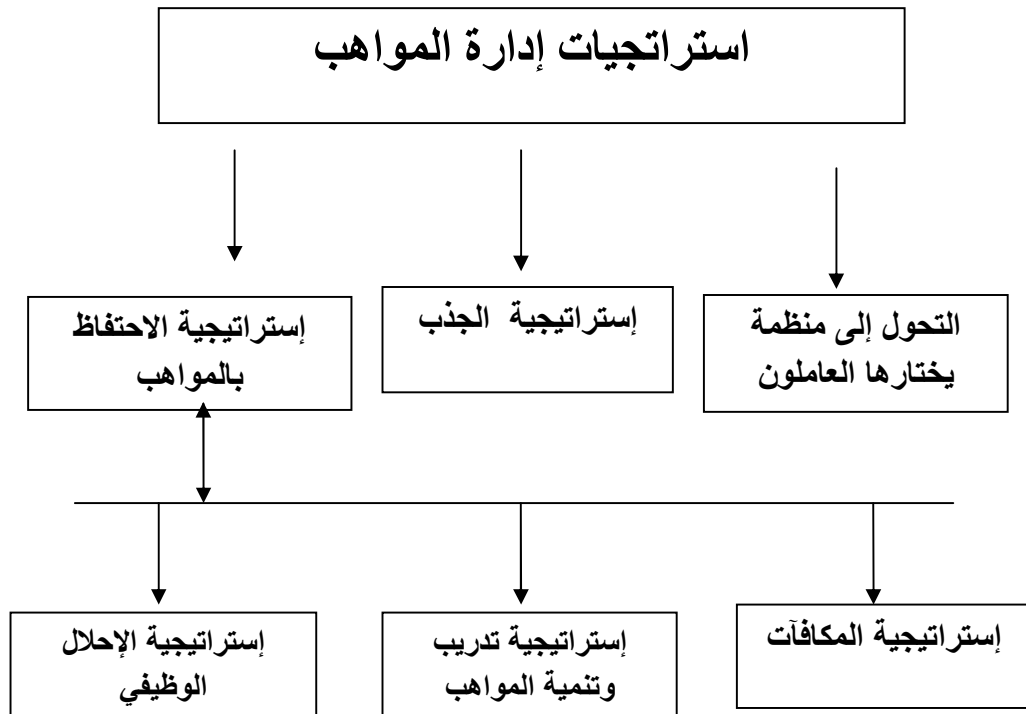 استراتجيات إدارة المواهب
التحول إلى منظمة
يختارها العاملون
إستراتيجية الجذب
إستراتيجية الاحتفاظ
بالمواهب
إستراتيجية المكافآت
إستراتيجية تدريب
وتنمية المواهب
إستراتيجية الإحلال
الوظيفي